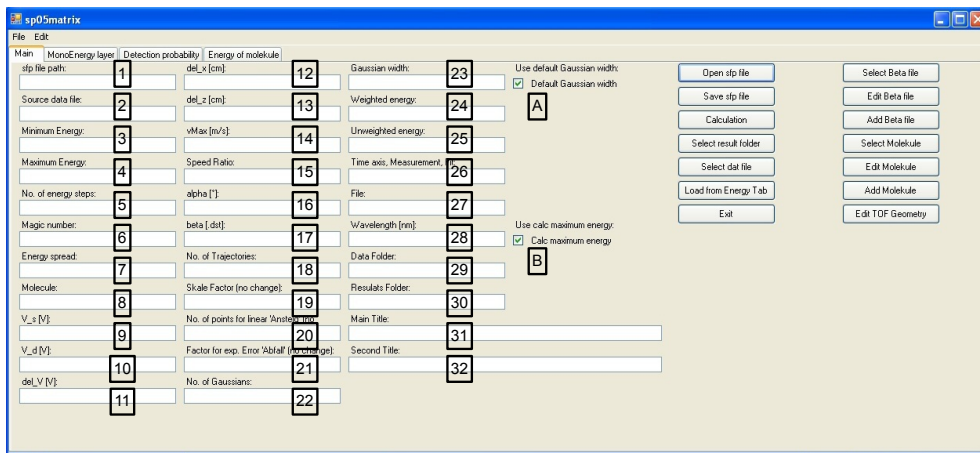 sp05matrix
File Edit
Main MonoEnergy layer Detection probability Energy of molekule
sfp file path: 1
Source data file: 2
Minimum Energy: 3
Maximum Energy: 4
No. of energy steps: 5
Magic number: 6
Energy spread: 7
Molecule: 8
V_s [V]: 9
V_d [V]: 10
del_V [V]: 11
del_x [cm]: 12
del_z [cm]: 13
vMax [m/s]: 14
Speed Ratio: 15
alpha [°]: 16
beta [.dst]: 17
No. of Trajectories: 18
Skale Factor (no change): 19
No. of points for linear 'Anstieg' (no 20
Factor for exp. Error 'Abfall' (no change): 21
No. of Gaussians: 22
Gaussian width: 23
Weighted energy: 24
Unweighted energy: 25
Time axis, Measurement, Fit: 26
File: 27
Wavelength [nm]: 28
Data Folder: 29
Resulats Folder: 30
Main Title: 31
Second Title: 32
Use default Gaussian width:
Default Gaussian width
A
Use calc maximum energy:
Calc maximum energy
B
Open sfp file
Save sfp file
Calculation
Select result folder
Select dat file
Load from Energy Tab
Exit
Select Beta file
Edit Beta file
Add Beta file
Select Molekule
Edit Molekule
Add Molekule
Edit TOF Geometry